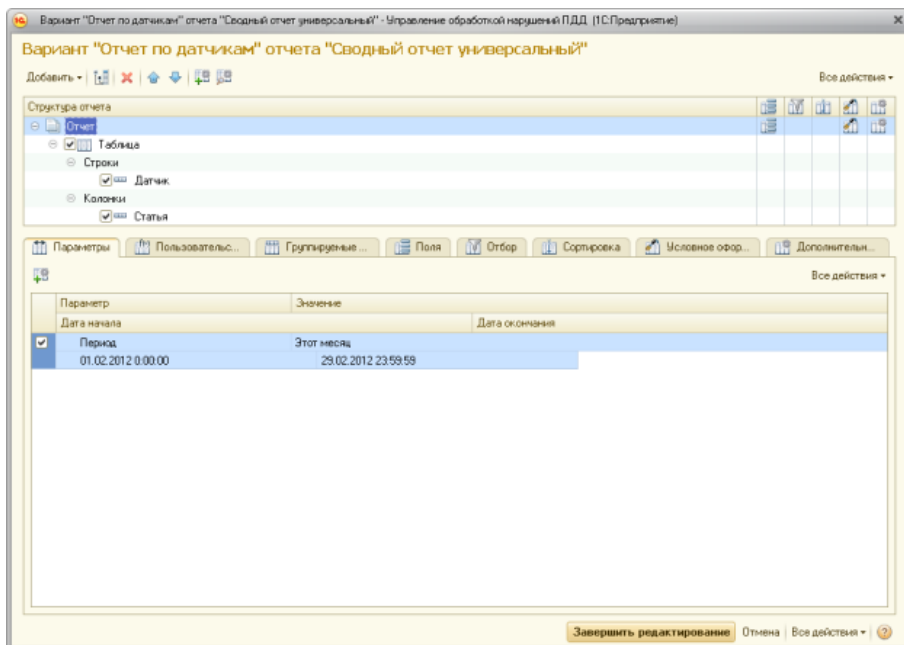 Вариант "Отчет по датчикам" отчета "Сводный отчет универсальный" - Управление обработкой нарушений ПДД (1С:Предприятие)
Вариант "Отчет по датчикам" отчета "Сводный отчет универсальный"
Добавить Все действия
Структура отчета
Отчет
Таблица
Строки
Датчик
Колонки
Статья
Параметры Пользовательс... Группируемые ... Поля Отбор Сортировка Условное офор... Дополнительн...
Все действия
Параметр Значение
Дата начала Дата окончания
Период Этот месяц
01.02.2012 0:00:00 29.02.2012 23:59:59
Завершить редактирование Отмена Все действия